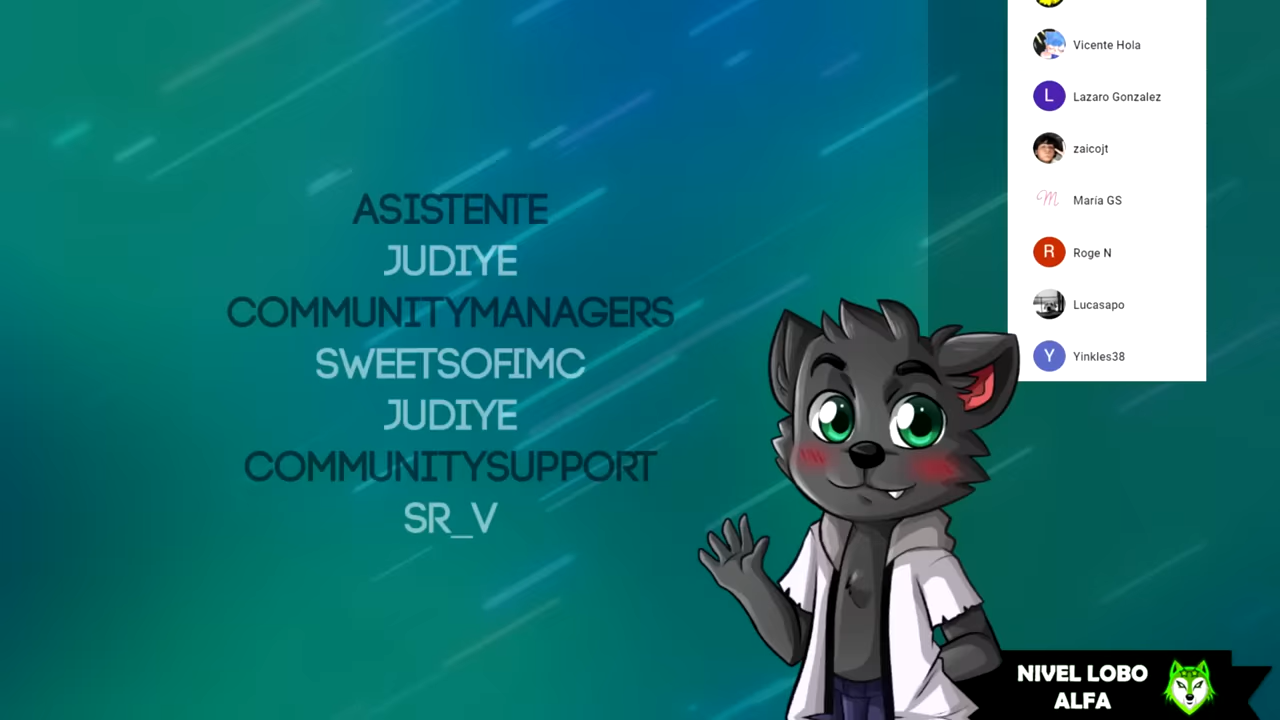 ASISTENTE
JUDIYE
COMMUNITYMANAGERS
SWEETSOFIMC
JUDIYE
COMMUNITYSUPPORT
SR_V
Vicente Hola
L
Lazaro Gonzalez
zaicojt
M
María GS
R
Roge N
Lucasapo
Y
Yinkles38
NIVEL LOBO
ALFA